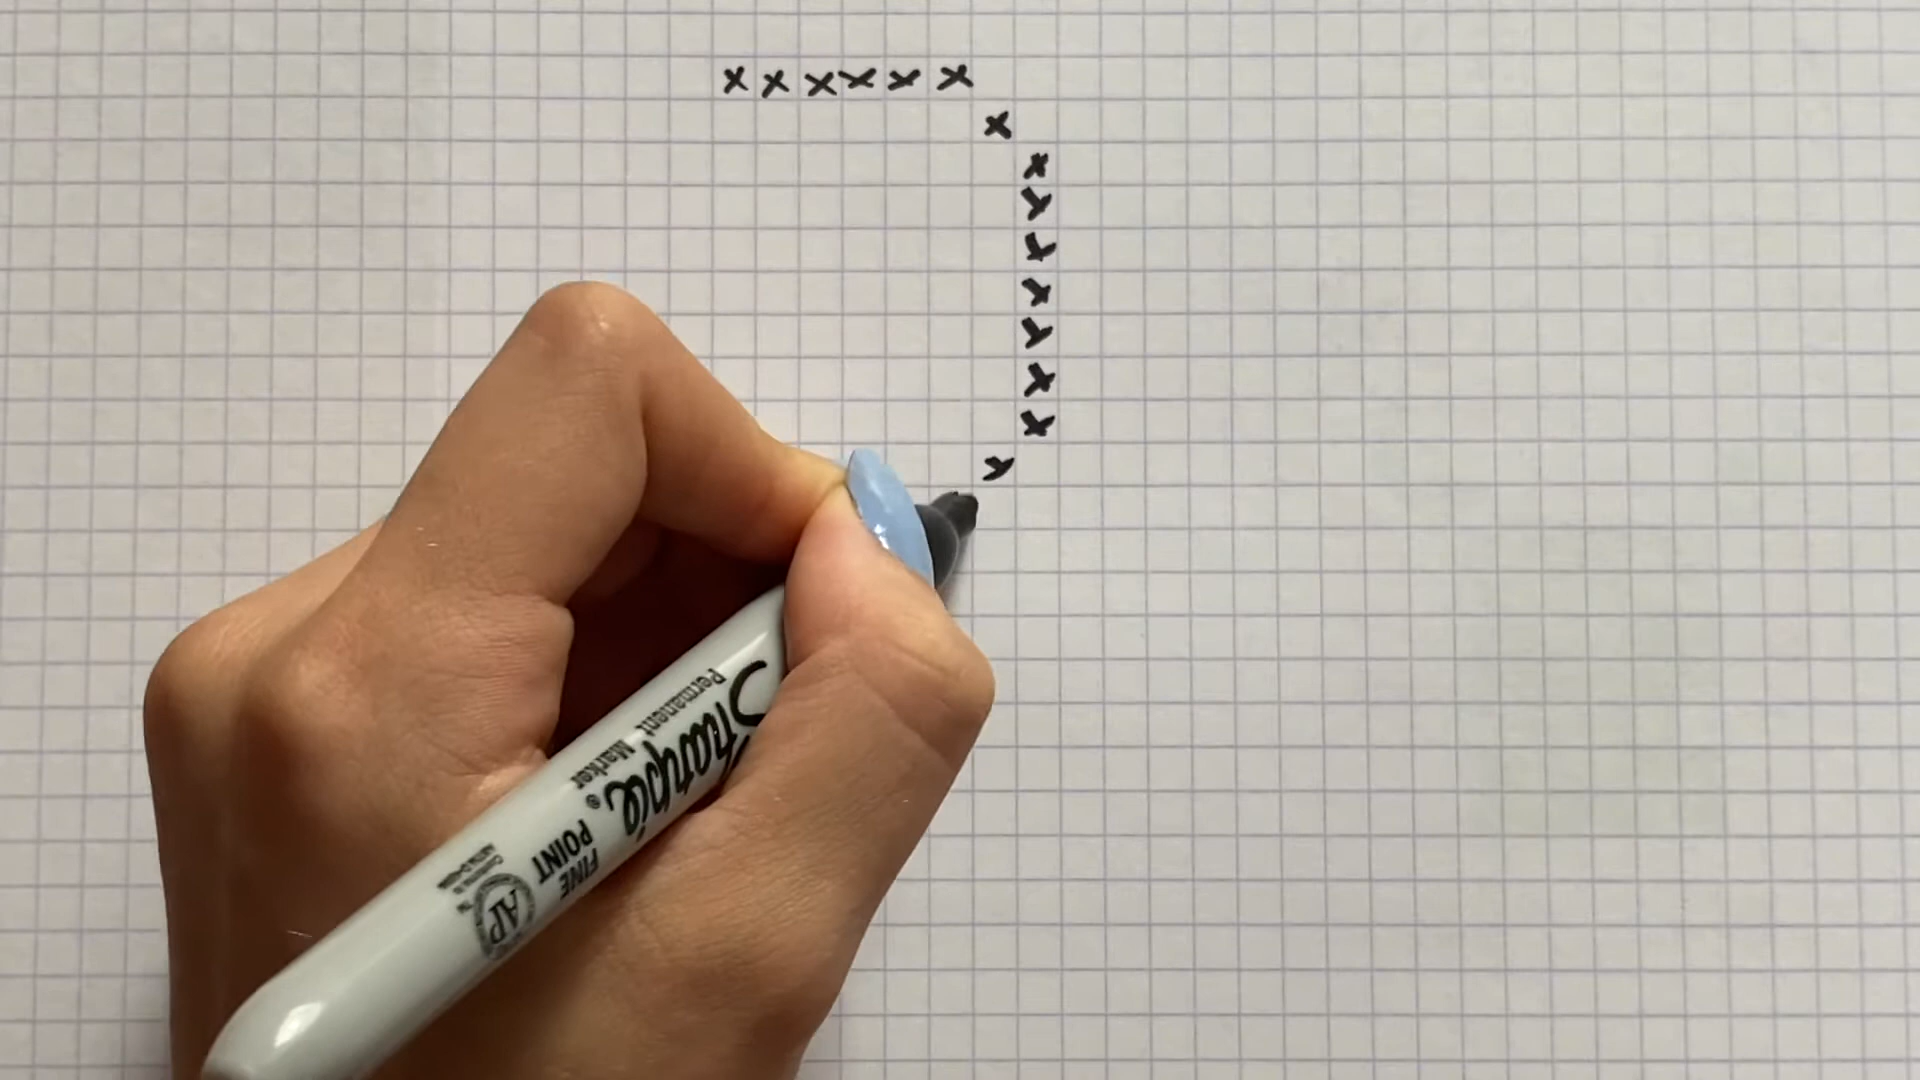 x x x x x x
x
x
x
x
x
x
x
x
x
Sharpie
Permanent Marker ®
FINE
POINT
AP